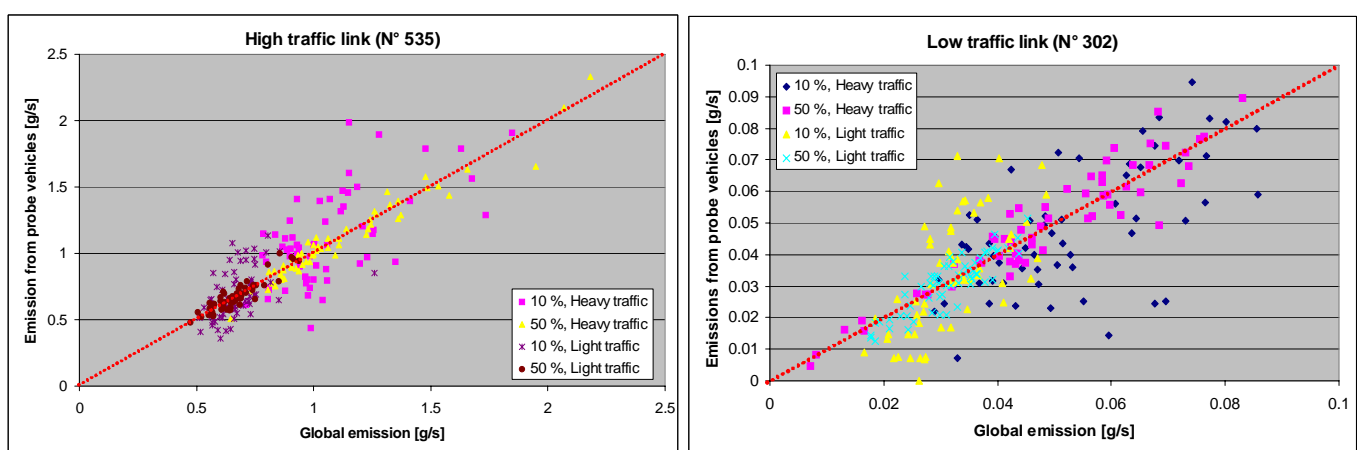 High traffic link (N° 535)
Emission from probe vehicles [g/s]
2.5
2
1.5
1
0.5
0
0
0.5
1
1.5
2
2.5
Global emission [g/s]
10 %, Heavy traffic
50 %, Heavy traffic
10 %, Light traffic
50 %, Light traffic
Low traffic link (N° 302)
Emissions from probe vehicles [g/s]
0.1
0.09
0.08
0.07
0.06
0.05
0.04
0.03
0.02
0.01
0
0
0.02
0.04
0.06
0.08
0.1
Global emission [g/s]
10 %, Heavy traffic
50 %, Heavy traffic
10 % Light traffic
50 %, Light traffic